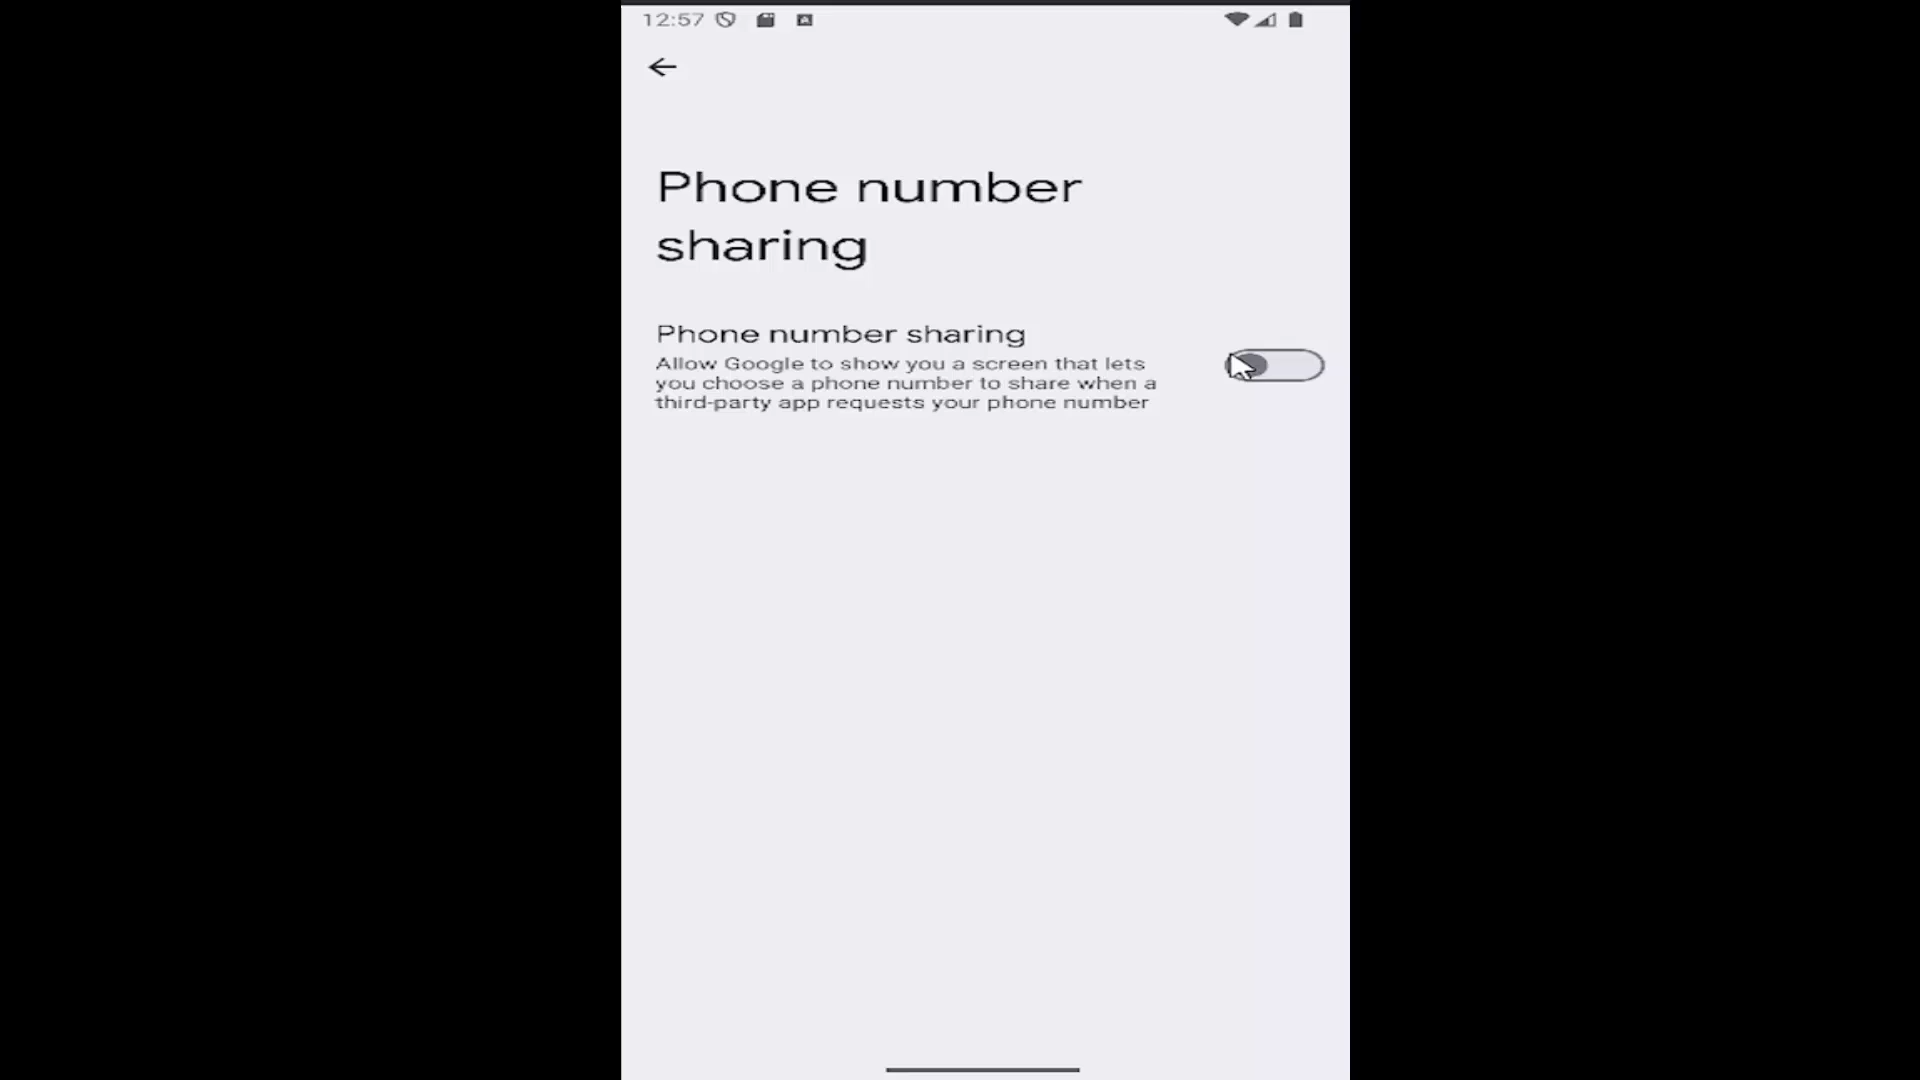 12:57
Phone number
sharing
Phone number sharing
Allow Google to show you a screen that lets
you choose a phone number to share when a
third-party app requests your phone number